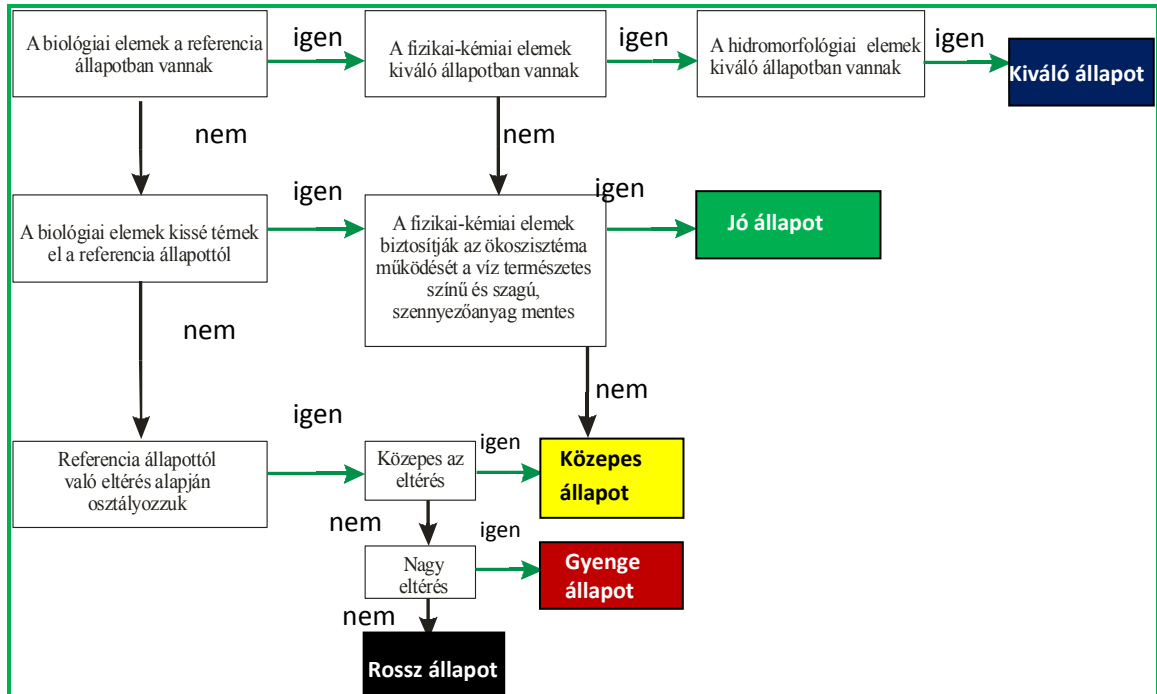 A biológiai elemek a referencia
állapotban vannak
igen
A fizikai-kémiai elemek
kiváló állapotban vannak
igen
A hidromorfológiai elemek
kiváló állapotban vannak
igen
Kiváló állapot
nem
nem
A biológiai elemek kissé térnek
el a referencia állapottól
igen
A fizikai-kémiai elemek
biztosítják az ökoszisztéma
működését a víz természetes
színű és szagú,
szennyezőanyag mentes
igen
Jó állapot
nem
nem
Referencia állapottól
való eltérés alapján
osztályozzuk
igen
Közepes az
eltérés
igen
Közepes
állapot
nem
Nagy
eltérés
igen
Gyenge
állapot
nem
Rossz állapot